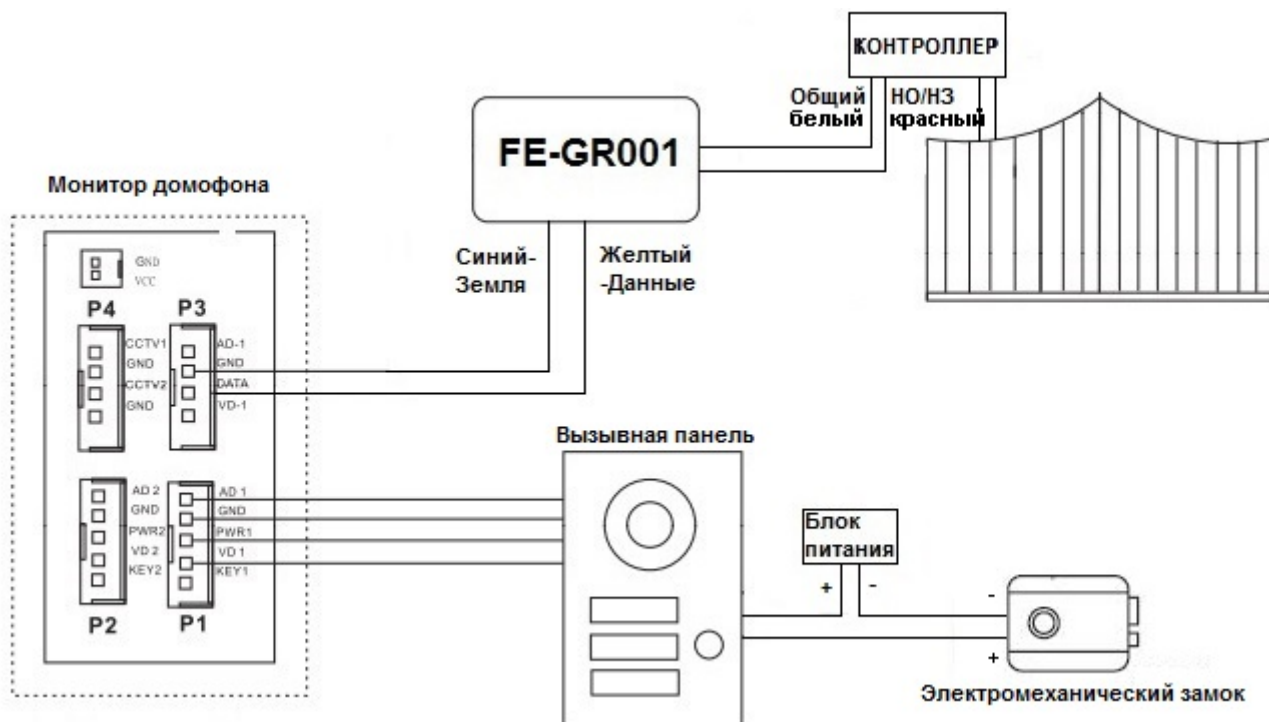 КОНТРОЛЛЕР
Общий
белый
НО/НЗ
красный
FE-GR001
Монитор домофона
Синий-
Земля
Желтый
-Данные
GND
VCC
P4
P3
CCTV1
GND
CCTV2
GND
AD-1
GND
DATA
VD-1
Вызывная панель
AD 2
GND
PWR2
VD 2
KEY2
AD 1
GND
PWR1
VD 1
KEY1
P2
P1
Блок
питания
+
-
-
+
Электромеханический замок